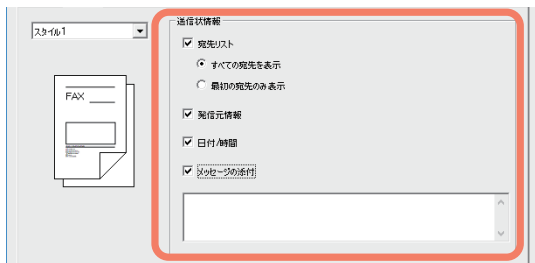 スタイル1
送信状情報
宛先リスト
すべての宛先を表示
最初の宛先のみ表示
発信元情報
日付/時間
メッセージの添付
FAX